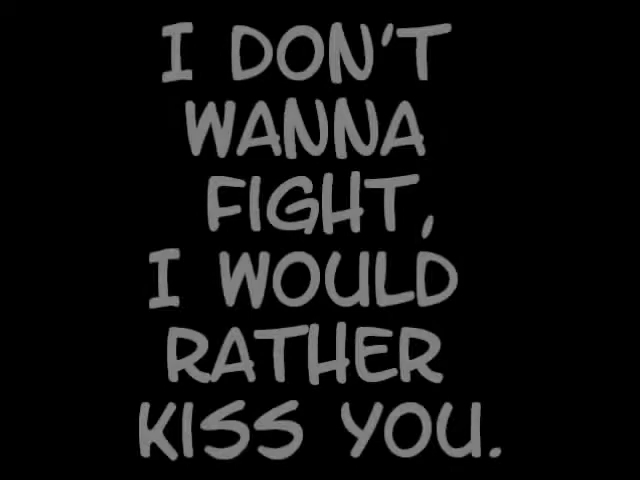 I DON'T
WANNA
FIGHT,
I WOULD
RATHER
KISS YOU.